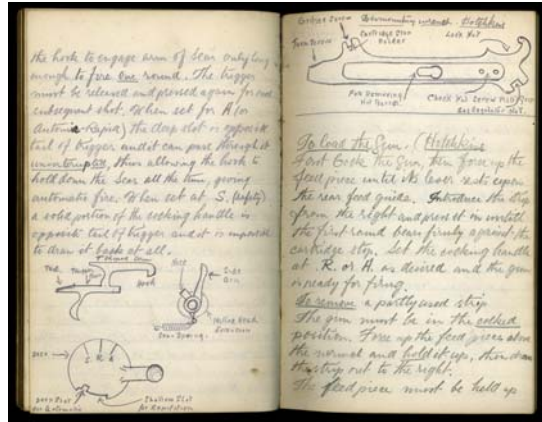 the hook to engage arm of sear only long
enough to fire one round. The trigger
must be released and pressed again for each
subsequent shot. When set for A (or
Automatic Rapid) the deep slot is opposite
tail of trigger and it can pass through it
uninterrupted, thus allowing the hook to
hold down the sear all the time, giving
automatic fire. When set at S. (safety)
a solid portion of the cocking handle is
opposite tail of trigger and it is impossible
to draw it back at all.
Hook
Sear Spring.
S R A
Deep Slot
for Automatic
Shallow Slot
for Repetition
Dismounting wrench. Hotchkiss
Cartridge Stop
Holder
Lock Nut
For Removing
Check Nut Screw
Regulator Nut.
To load the Gun. (Hotchkiss
First Cock the Gun, then force up the
feed piece until its lever rests upon
the rear feed guide. Introduce the strip
from the right and press it in until
the first round bears firmly against the
cartridge stop. Set the cocking handle
at R. or A. as desired and the gun
is ready for firing.
To remove a partly used strip
The gun must be in the cocked
position. Force up the feed piece above
the normal and hold it up, then draw
the strip out to the right.
The feed piece must be held up